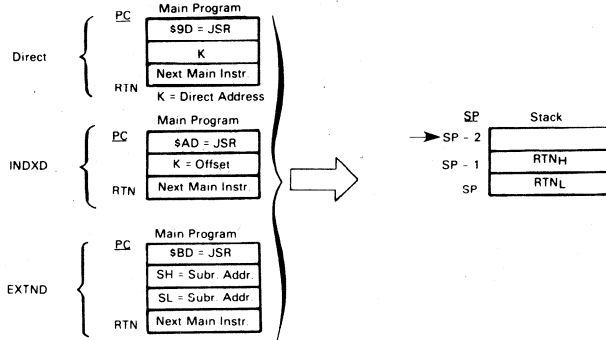 PC Main Program
Direct
$9D = JSR
K
Next Main Instr.
RTN
K = Direct Address
PC Main Program
INDXD
$AD = JSR
K = Offset
RTN Next Main Instr.
PC Main Program
EXTND
$BD = JSR
SH = Subr. Addr.
SL = Subr. Addr.
RTN Next Main Instr.
SP Stack
SP - 2
SP - 1 RTNH
SP RTNL